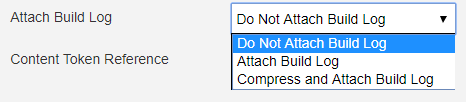 Attach Build Log
Do Not Attach Build Log
Do Not Attach Build Log
Attach Build Log
Compress and Attach Build Log
Content Token Reference